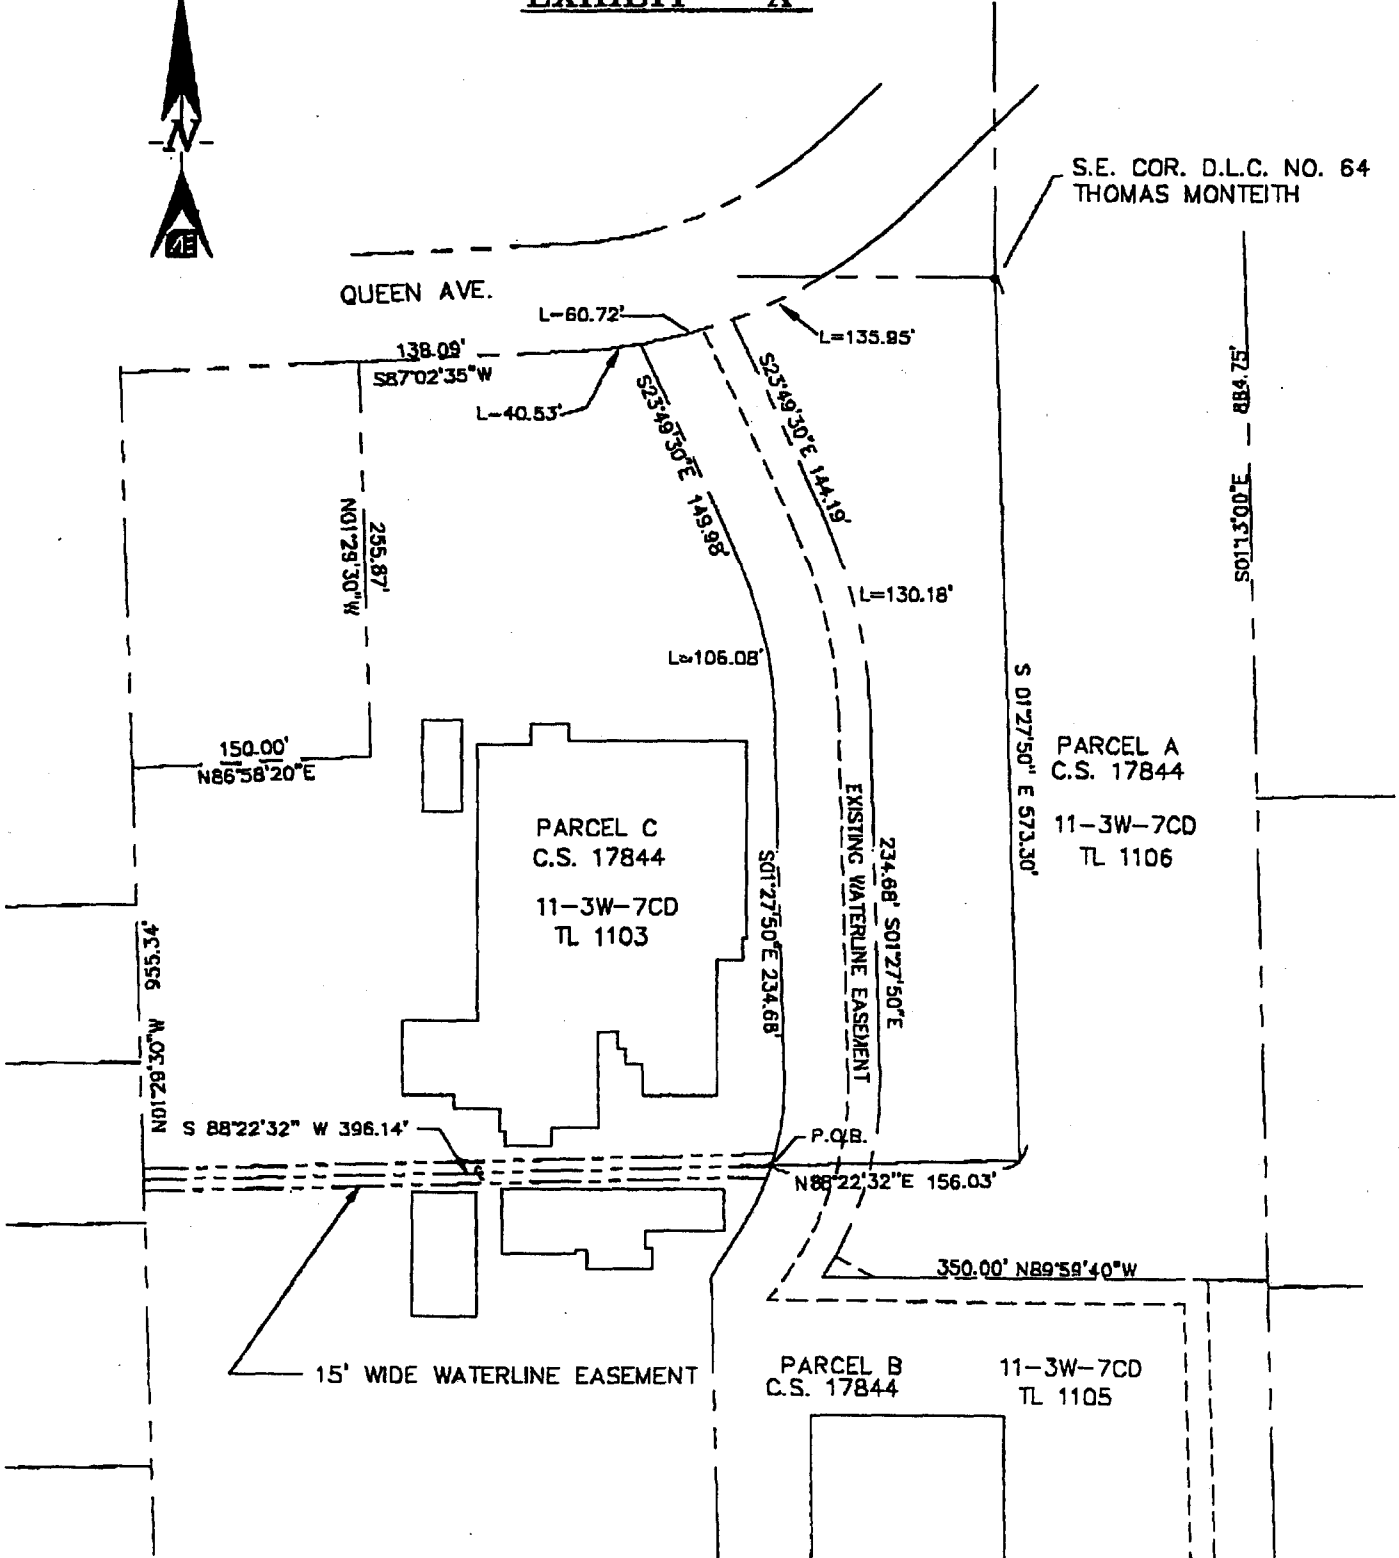 EXHIBIT "A"
N
S.E. COR. D.L.C. NO. 64
THOMAS MONTEITH
QUEEN AVE.
L-60.72'
L=135.95'
138.09'
S87°02'35"W
L-40.53'
S23°49'30"E 149.98'
S23°49'30"E 144.19'
884.75'
S01°13'00"E
255.87'
N01°29'30"W
L=130.18'
L=106.08'
S 01°27'50" E 573.30'
150.00'
N86°58'20"E
PARCEL A
C.S. 17844
11-3W-7CD
TL 1106
PARCEL C
C.S. 17844
11-3W-7CD
TL 1103
EXISTING WATERLINE EASEMENT
234.68' S01°27'50"E
S01°27'50"E 234.68'
N01°29'30"W 955.34'
S 88°22'32" W 396.14'
P.O.B.
N88°22'32"E 156.03'
350.00' N89°59'40"W
15' WIDE WATERLINE EASEMENT
PARCEL B
C.S. 17844
11-3W-7CD
TL 1105